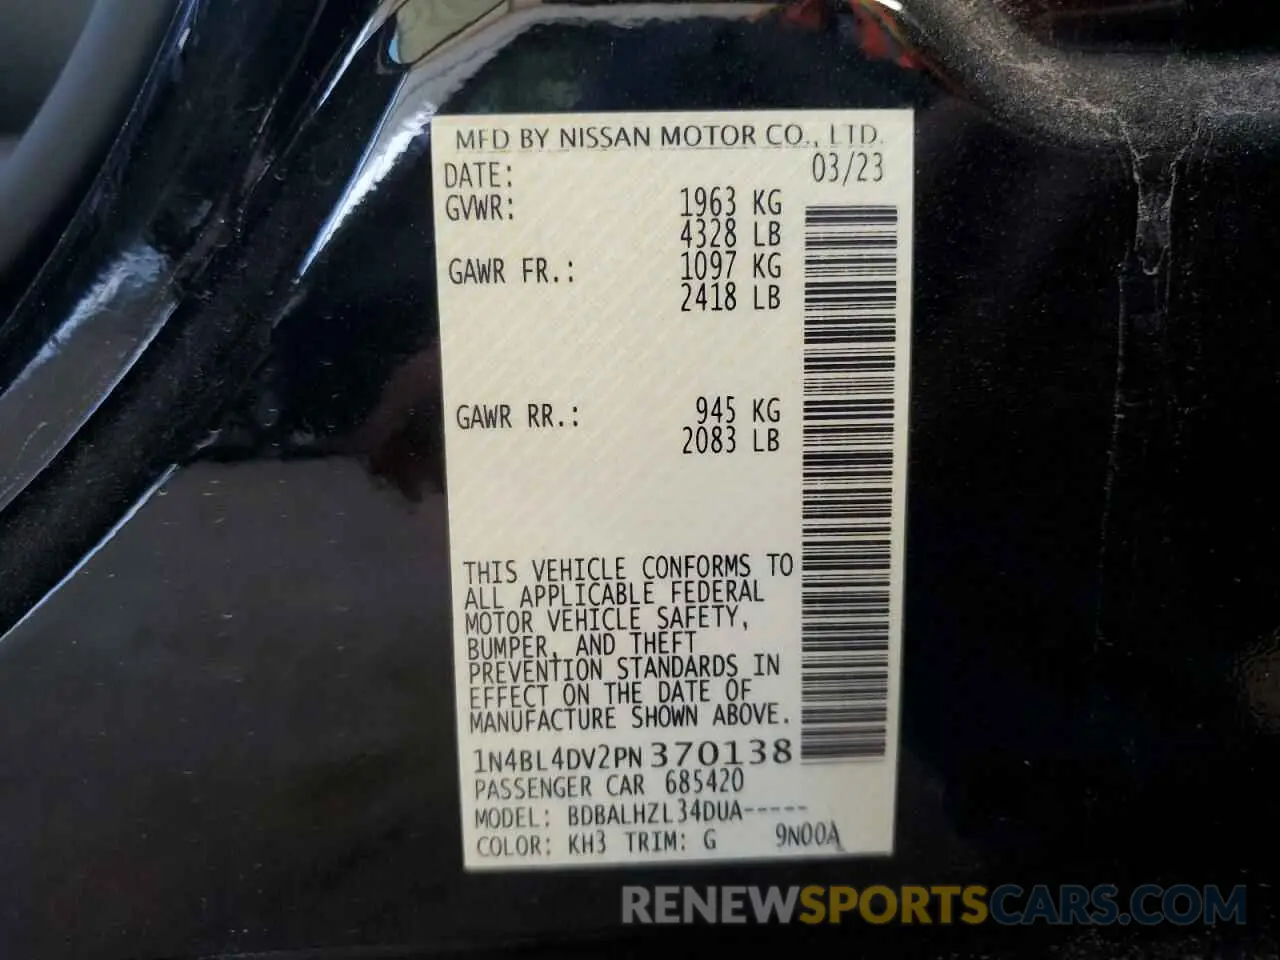 MFD BY NISSAN MOTOR CO., LTD.
DATE: 03/23
GVWR: 1963 KG
4328 LB
GAWR FR.: 1097 KG
2418 LB
GAWR RR.: 945 KG
2083 LB
THIS VEHICLE CONFORMS TO
ALL APPLICABLE FEDERAL
MOTOR VEHICLE SAFETY,
BUMPER, AND THEFT
PREVENTION STANDARDS IN
EFFECT ON THE DATE OF
MANUFACTURE SHOWN ABOVE.
1N4BL4DV2PN370138
PASSENGER CAR 685420
MODEL: BDBALHZL34DUA-----
COLOR: KH3 TRIM: G 9N00A
RENEWSPORTSCARS.COM